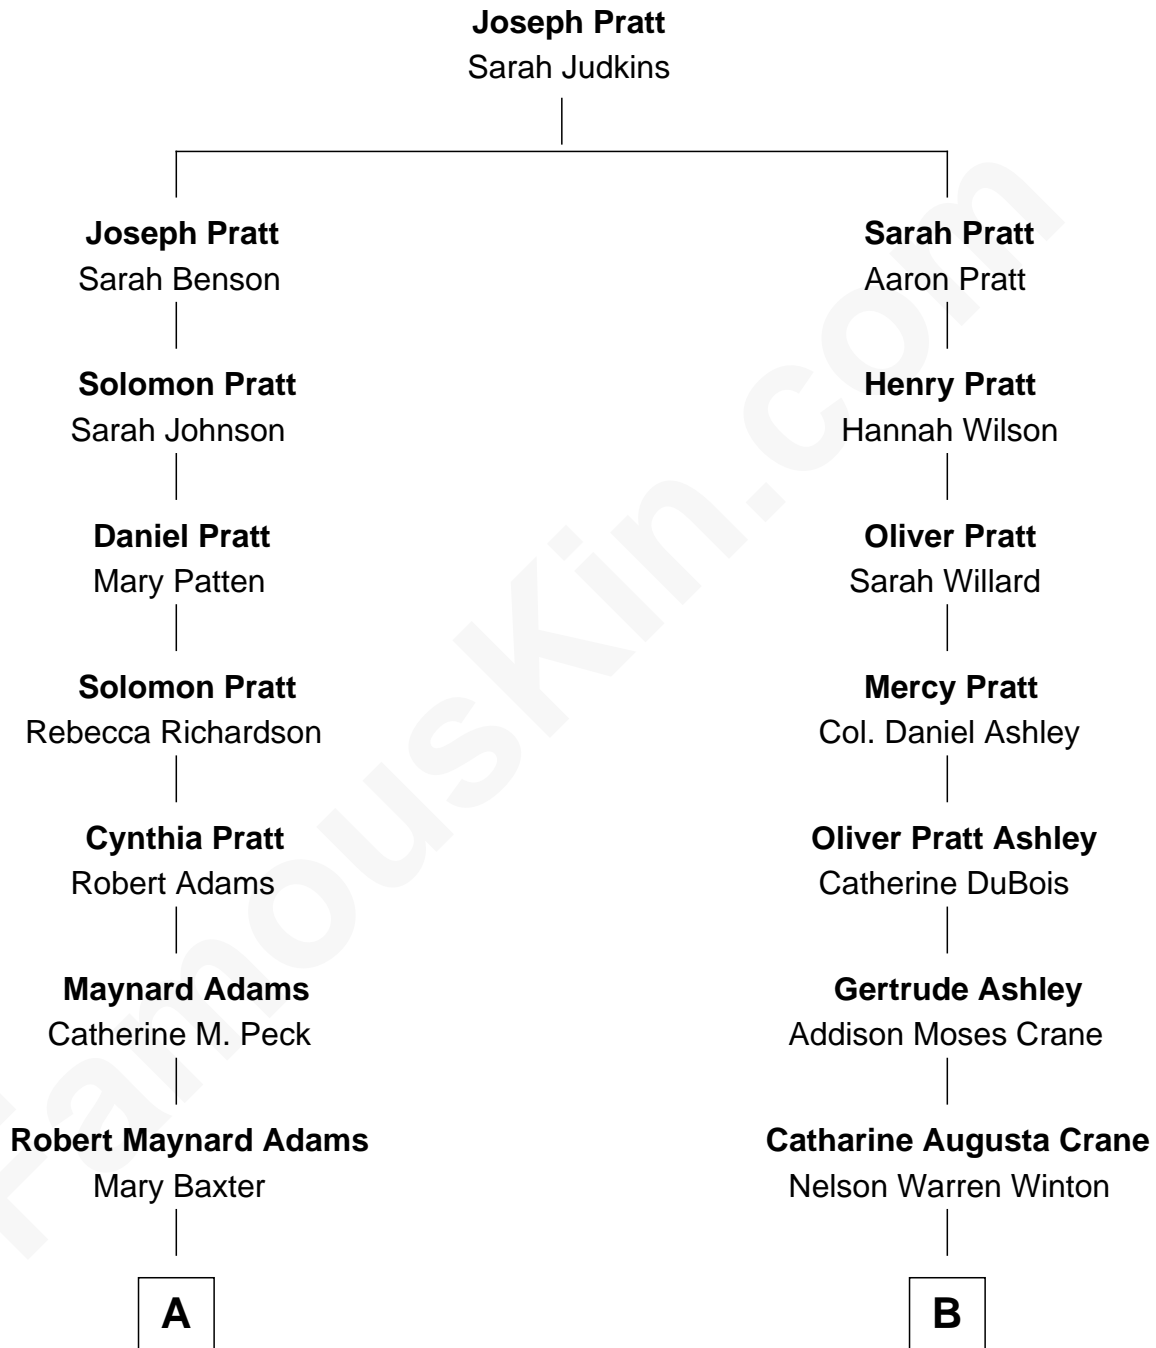 Joseph Pratt
Sarah Judkins
Joseph Pratt
Sarah Benson
Sarah Pratt
Aaron Pratt
Solomon Pratt
Sarah Johnson
Henry Pratt
Hannah Wilson
Daniel Pratt
Mary Patten
Oliver Pratt
Sarah Willard
Solomon Pratt
Rebecca Richardson
Mercy Pratt
Col. Daniel Ashley
Cynthia Pratt
Robert Adams
Oliver Pratt Ashley
Catherine DuBois
Maynard Adams
Catherine M. Peck
Gertrude Ashley
Addison Moses Crane
Robert Maynard Adams
Mary Baxter
Catharine Augusta Crane
Nelson Warren Winton
A
B
FamousKin.com